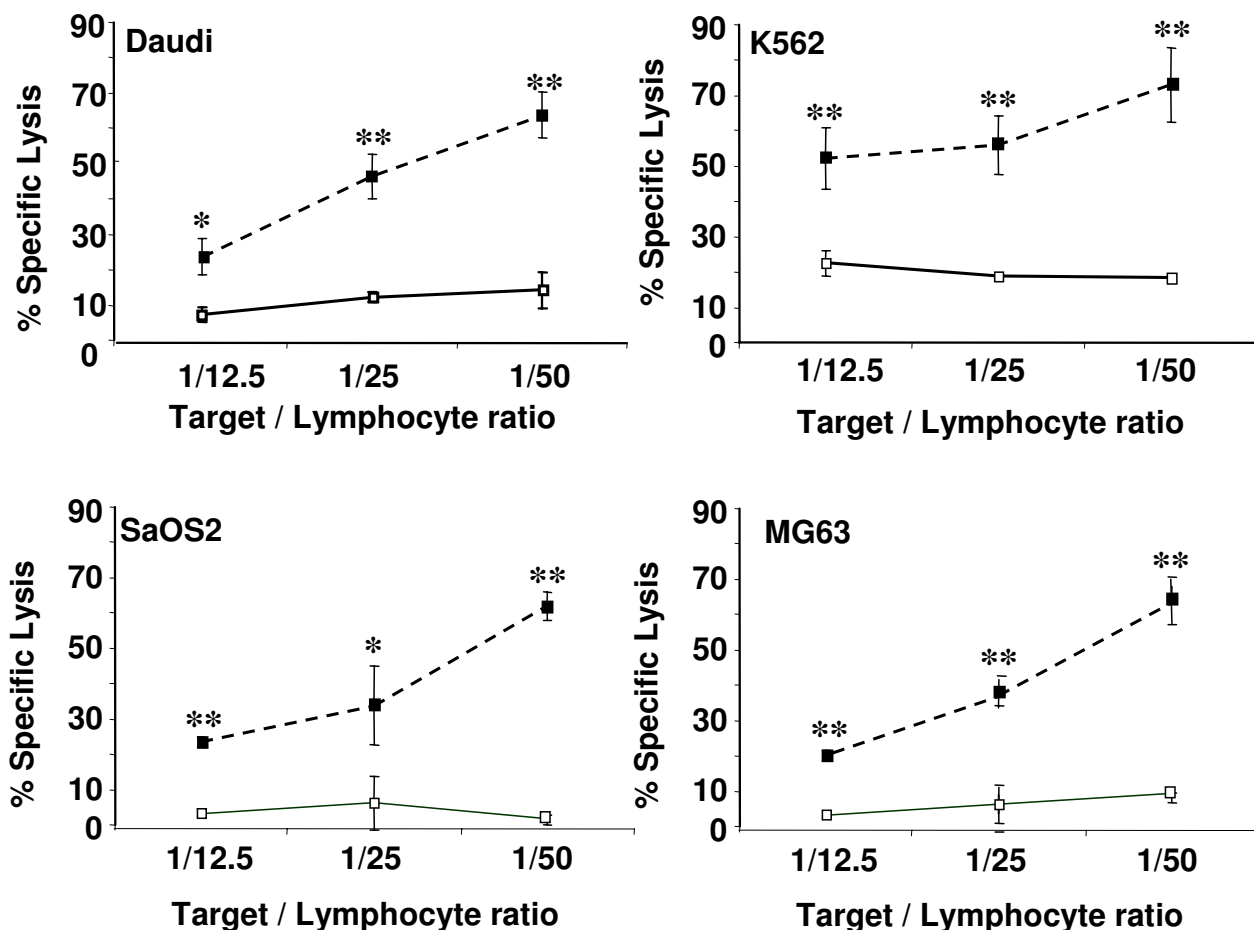 Daudi
% Specific Lysis
90
70
50
30
10
0
*
**
**
1/12.5 1/25 1/50
Target / Lymphocyte ratio
K562
% Specific Lysis
90
70
50
30
10
0
**
**
**
1/12.5 1/25 1/50
Target / Lymphocyte ratio
SaOS2
% Specific Lysis
90
70
50
30
10
0
**
*
**
1/12.5 1/25 1/50
Target / Lymphocyte ratio
MG63
% Specific Lysis
90
70
50
30
10
0
**
**
**
1/12.5 1/25 1/50
Target / Lymphocyte ratio